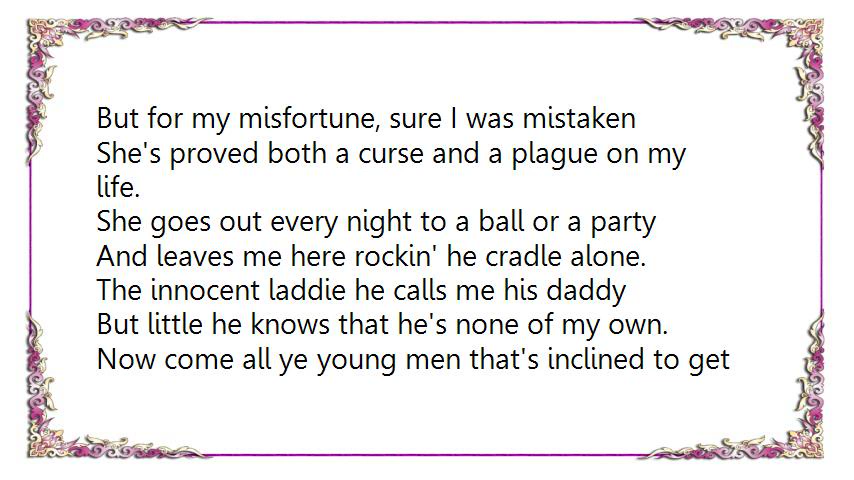 But for my misfortune, sure I was mistaken
She's proved both a curse and a plague on my
life.
She goes out every night to a ball or a party
And leaves me here rockin' he cradle alone.
The innocent laddie he calls me his daddy
But little he knows that he's none of my own.
Now come all ye young men that's inclined to get